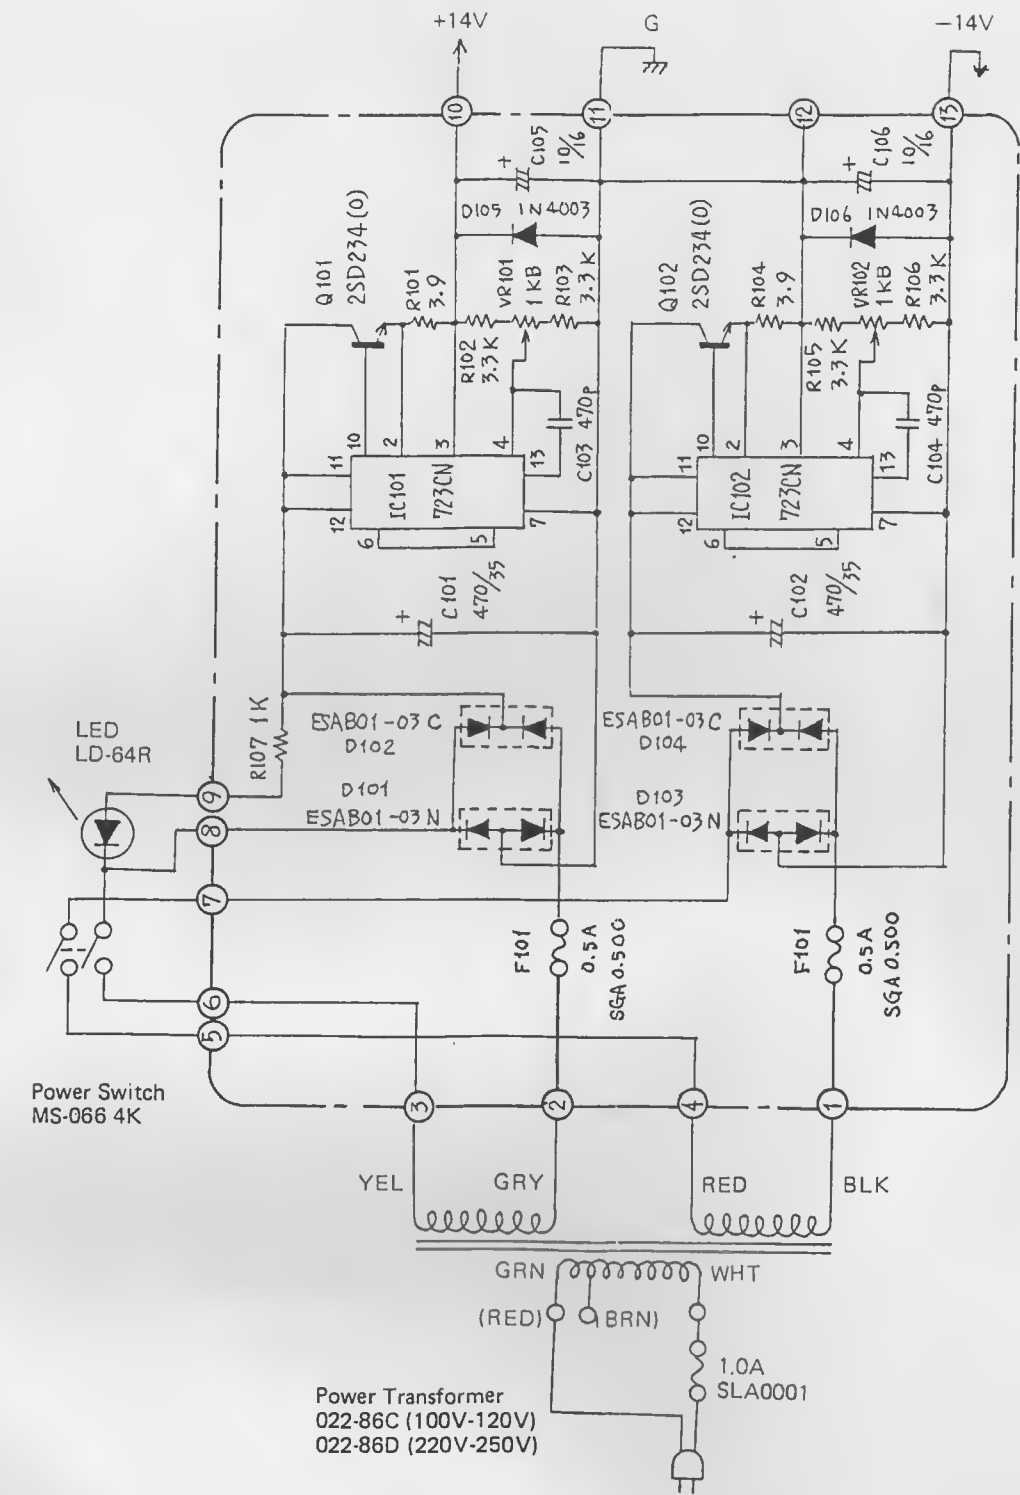 +14V
G
−14V
10
11
12
13
C105
10/16
+
C106
10/16
+
D105 1N4003
D106 1N4003
Q101
2SD234(O)
R101
3.9
VR101
1KB
R103
3.3K
R102
3.3K
Q102
2SD234(O)
R104
3.9
VR102
1KB
R106
3.3K
R105
3.3K
10
2
3
4
11
13
12
7
6
5
IC101
723CN
C103 470P
10
2
3
4
11
13
12
7
6
5
IC102
723CN
C104 470P
+
C101
470/35
+
C102
470/35
R107 1K
ESAB01-03C
D102
D101
ESAB01-03N
ESAB01-03C
D104
D103
ESAB01-03N
LED
LD-64R
9
8
7
6
5
F101
0.5A
SGA 0.500
F101
0.5A
SGA 0.500
Power Switch
MS-066 4K
3
2
4
1
YEL
GRY
RED
BLK
GRN
WHT
(RED)
(BRN)
1.0A
SLA0001
Power Transformer
022-86C (100V-120V)
022-86D (220V-250V)